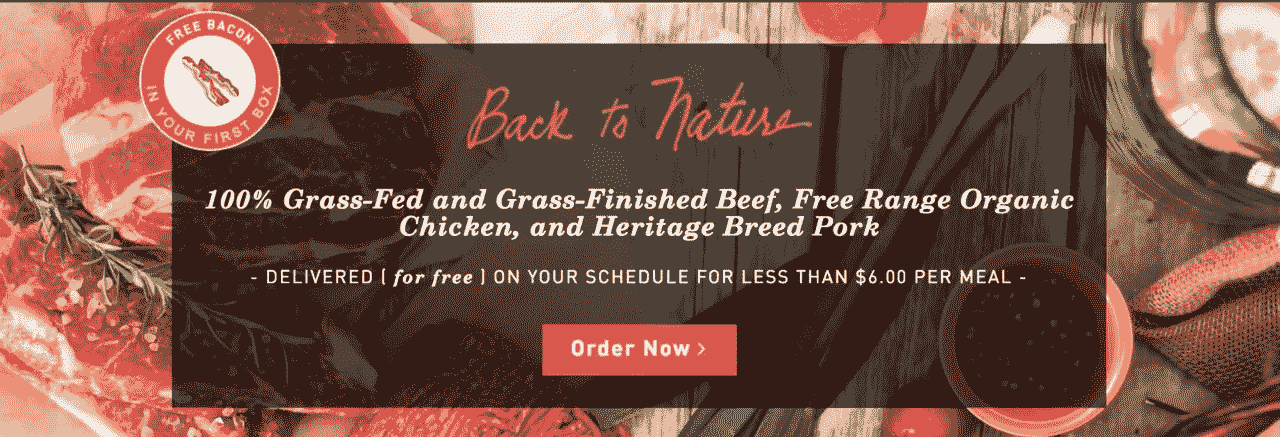 FREE BACON
IN YOUR FIRST BOX
Back to Nature
100% Grass-Fed and Grass-Finished Beef, Free Range Organic
Chicken, and Heritage Breed Pork
- DELIVERED ( for free ) ON YOUR SCHEDULE FOR LESS THAN $6.00 PER MEAL -
Order Now >